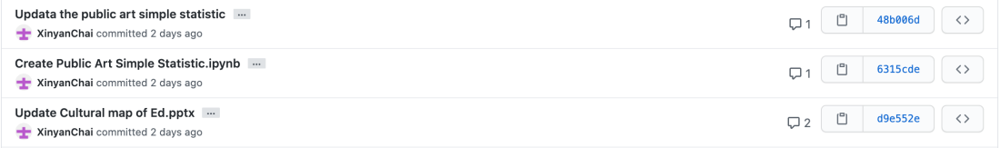 Updata the public art simple statistic ...
XinyanChai committed 2 days ago
1
48b006d
Create Public Art Simple Statistic.ipynb ...
XinyanChai committed 2 days ago
1
6315cde
Update Cultural map of Ed.pptx ...
XinyanChai committed 2 days ago
2
d9e552e